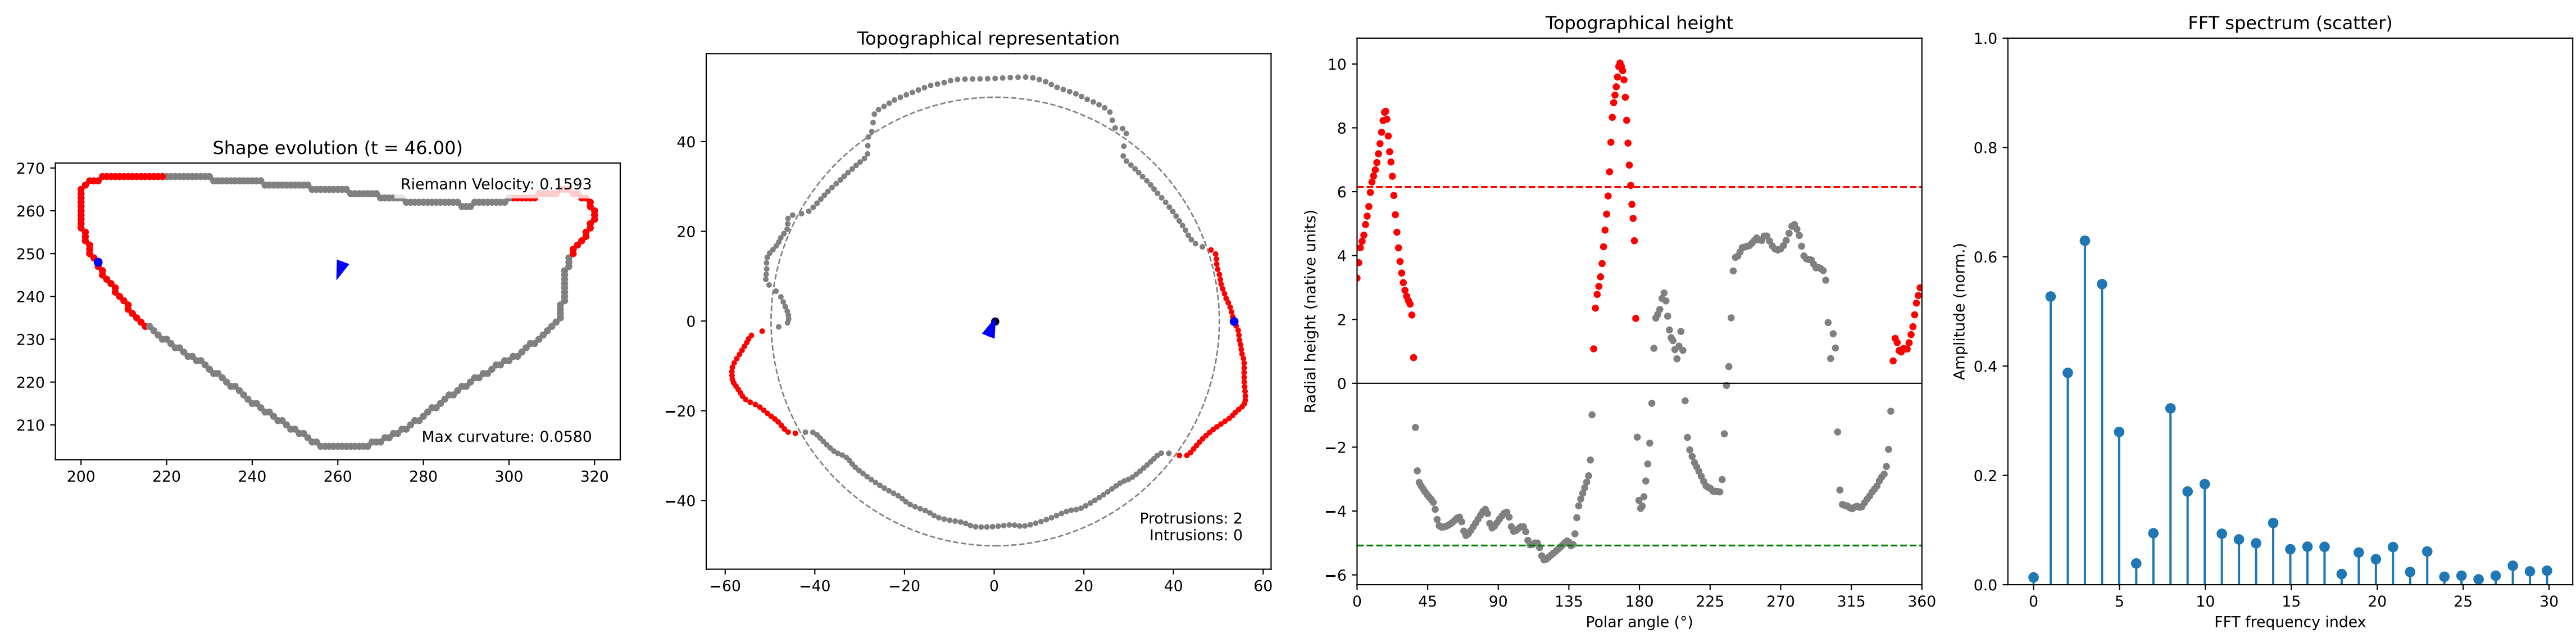 Shape evolution (t = 46.00)
270
260
250
240
230
220
210
Riemann Velocity: 0.1593
Max curvature: 0.0580
200 220 240 260 280 300 320
Topographical representation
40
20
0
−20
−40
Protrusions: 2
Intrusions: 0
−60 −40 −20 0 20 40 60
Topographical height
Radial height (native units)
10
8
6
4
2
0
−2
−4
−6
0 45 90 135 180 225 270 315 360
Polar angle (°)
FFT spectrum (scatter)
Amplitude (norm.)
1.0
0.8
0.6
0.4
0.2
0.0
0 5 10 15 20 25 30
FFT frequency index